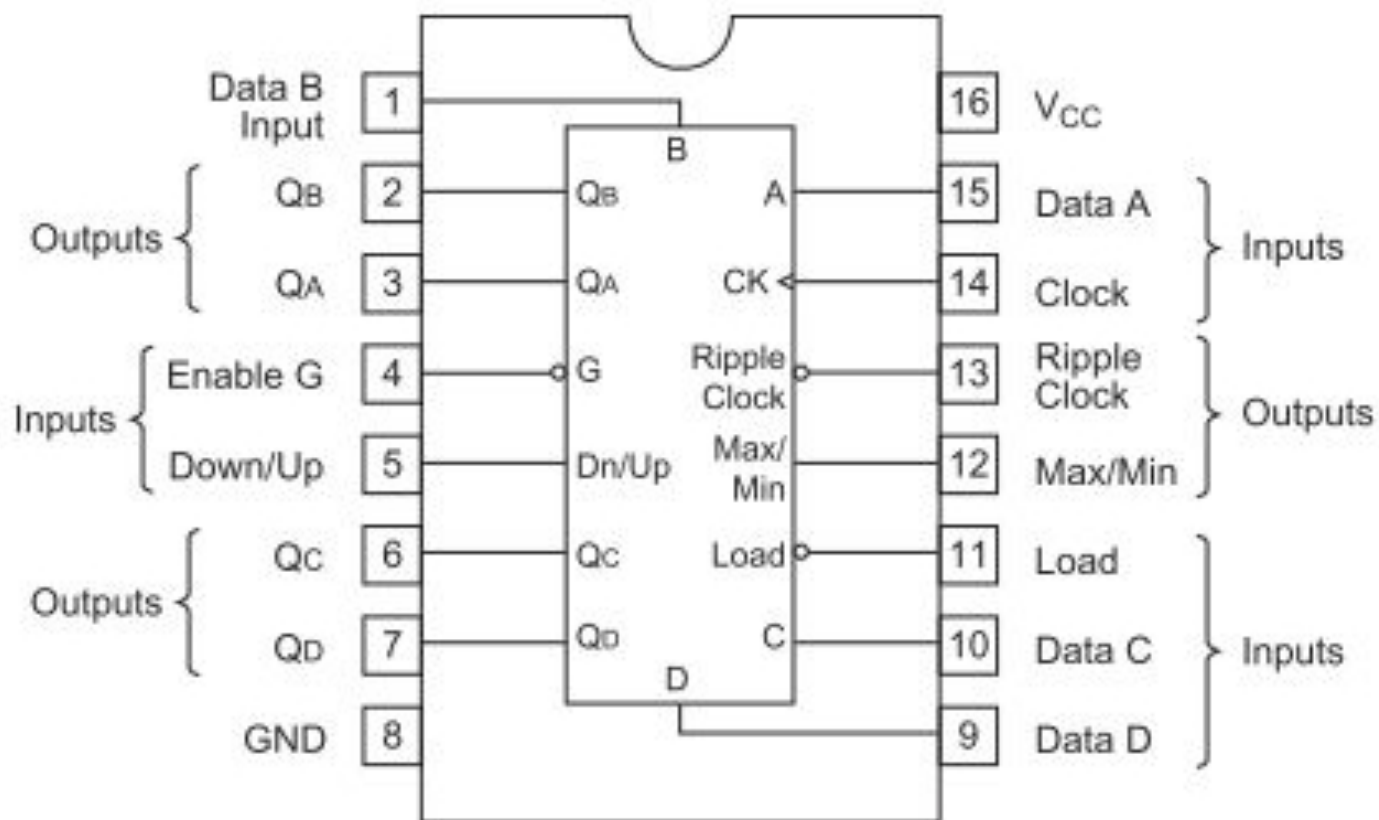 Data B
Input
1
B
16
VCC
Outputs
QB
2
QB
A
15
Data A
Inputs
QA
3
QA
CK
14
Clock
Inputs
Enable G
4
G
Ripple
Clock
13
Ripple
Clock
Outputs
Down/Up
5
Dn/Up
Max/
Min
12
Max/Min
Outputs
QC
6
QC
Load
11
Load
Inputs
QD
7
QD
C
10
Data C
GND
8
D
9
Data D